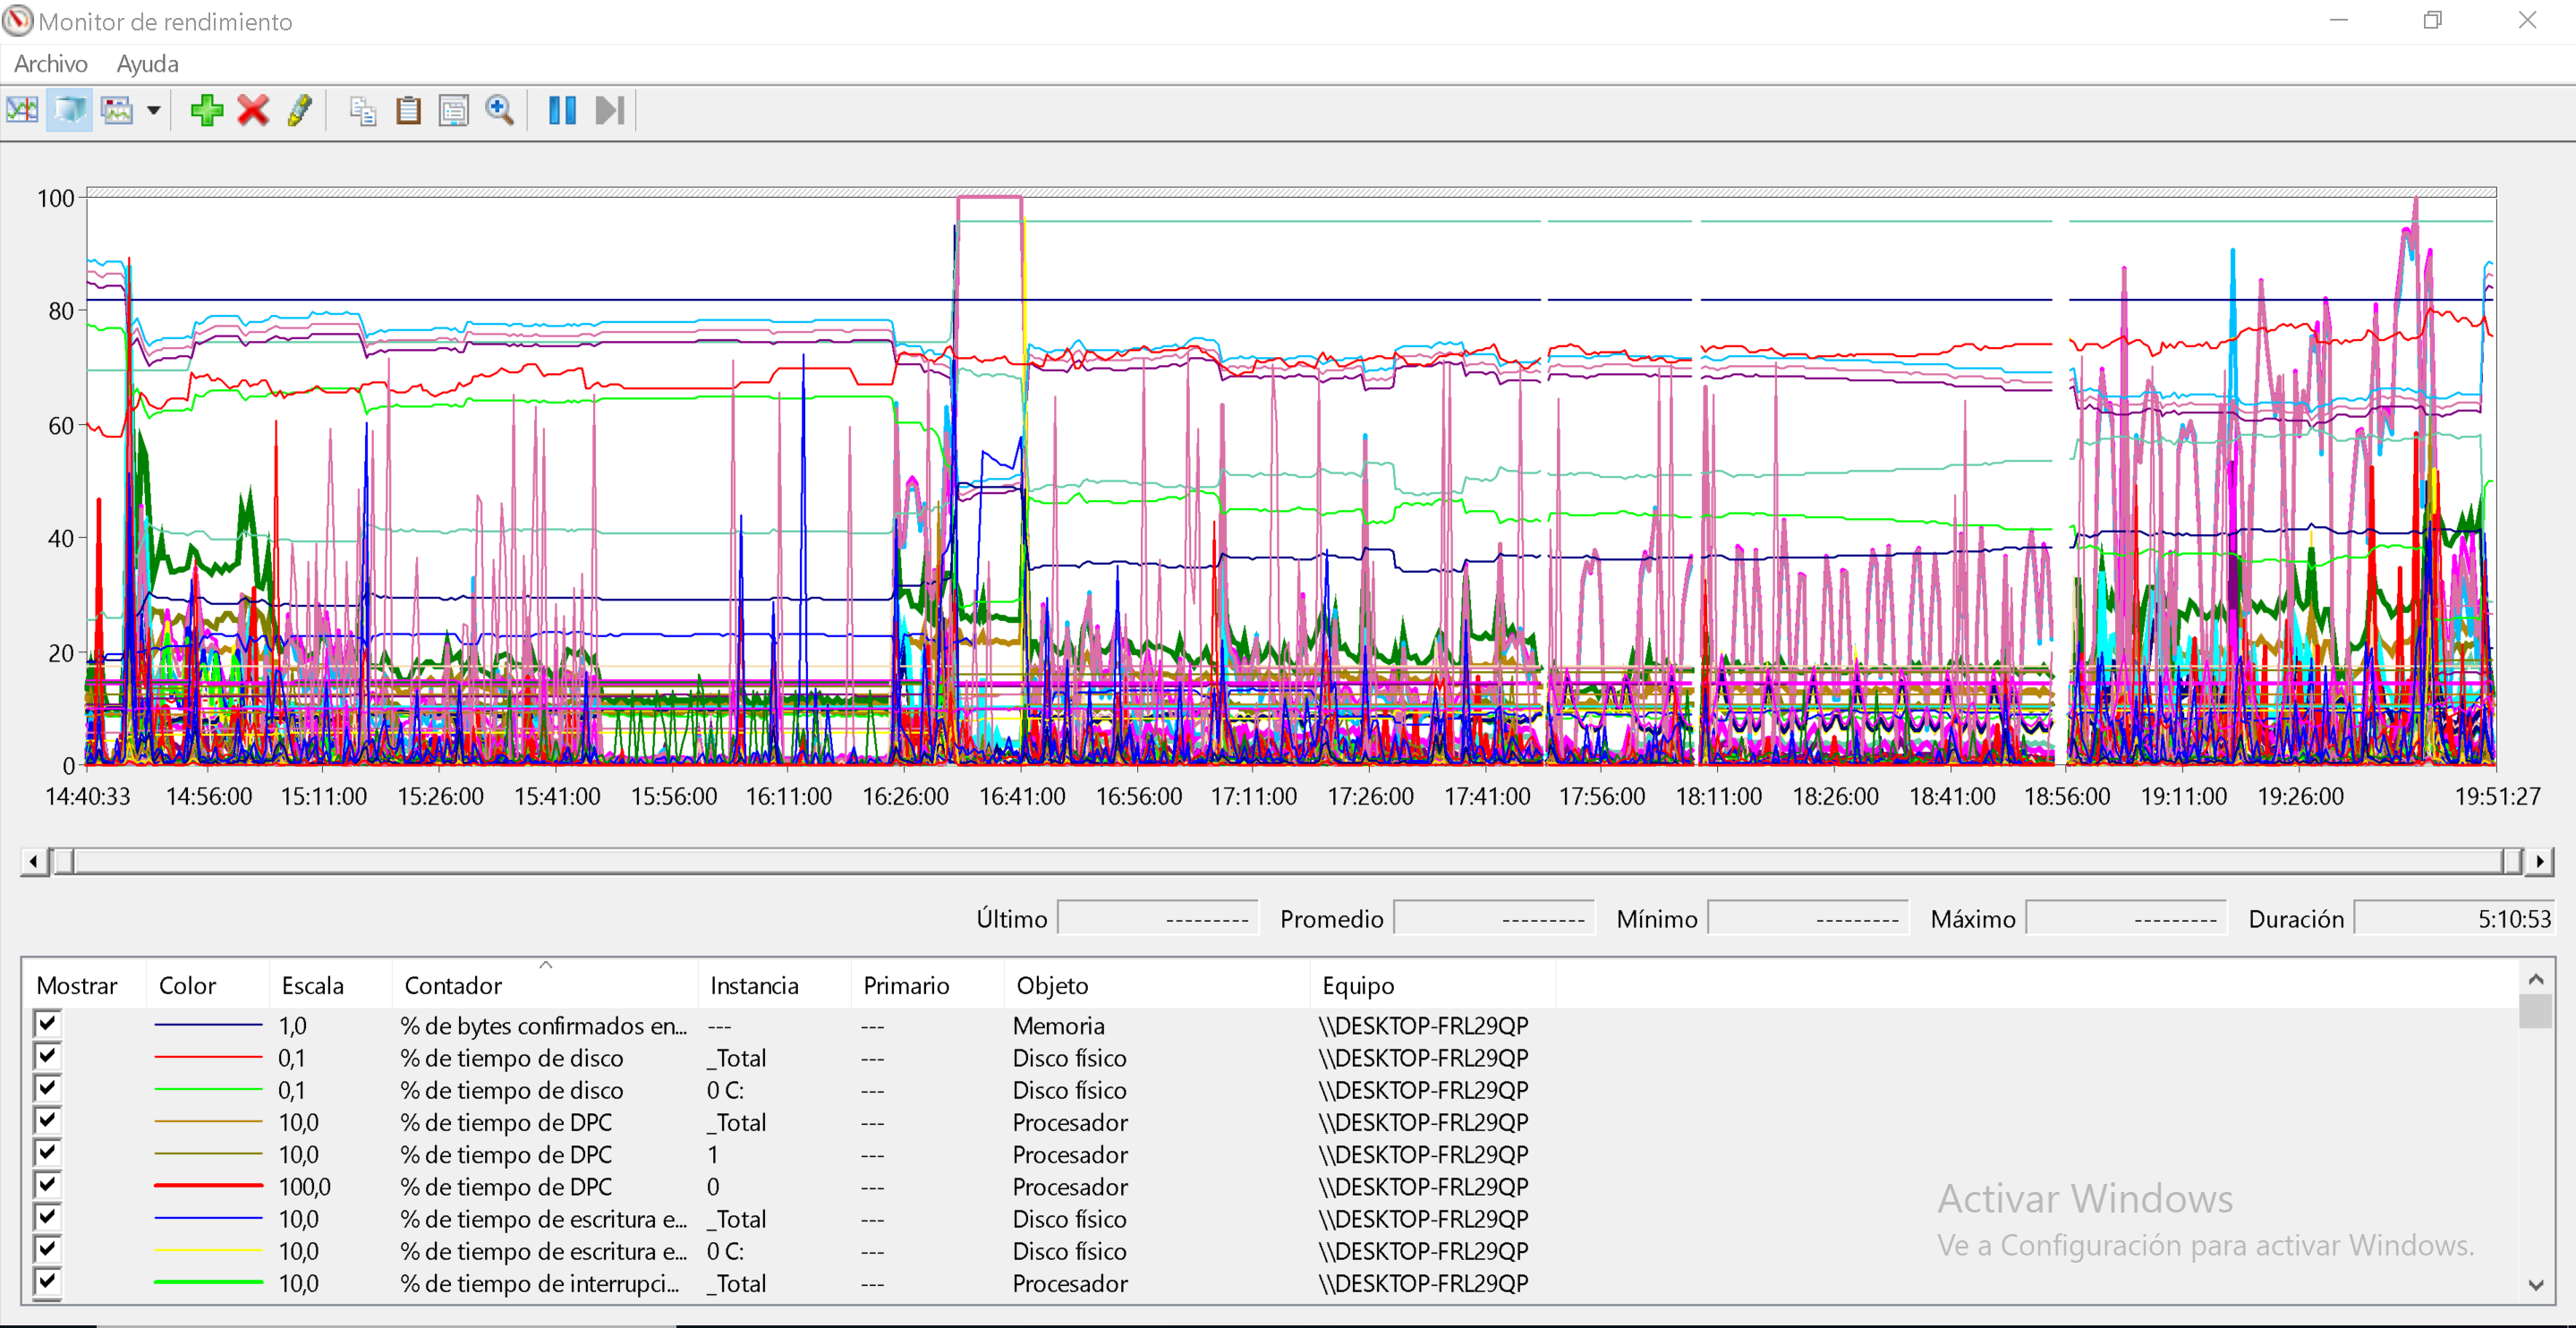 Monitor de rendimiento
Archivo Ayuda
100
80
60
40
20
0
14:40:33 14:56:00 15:11:00 15:26:00 15:41:00 15:56:00 16:11:00 16:26:00 16:41:00 16:56:00 17:11:00 17:26:00 17:41:00 17:56:00 18:11:00 18:26:00 18:41:00 18:56:00 19:11:00 19:26:00 19:51:27
Último --------- Promedio --------- Mínimo --------- Máximo --------- Duración 5:10:53
Mostrar Color Escala Contador Instancia Primario Objeto Equipo
1,0 % de bytes confirmados en... --- --- Memoria \\DESKTOP-FRL29QP
0,1 % de tiempo de disco _Total --- Disco físico \\DESKTOP-FRL29QP
0,1 % de tiempo de disco 0 C: --- Disco físico \\DESKTOP-FRL29QP
10,0 % de tiempo de DPC _Total --- Procesador \\DESKTOP-FRL29QP
10,0 % de tiempo de DPC 1 --- Procesador \\DESKTOP-FRL29QP
100,0 % de tiempo de DPC 0 --- Procesador \\DESKTOP-FRL29QP
10,0 % de tiempo de escritura e... _Total --- Disco físico \\DESKTOP-FRL29QP
10,0 % de tiempo de escritura e... 0 C: --- Disco físico \\DESKTOP-FRL29QP
10,0 % de tiempo de interrupci... _Total --- Procesador \\DESKTOP-FRL29QP
Activar Windows
Ve a Configuración para activar Windows.